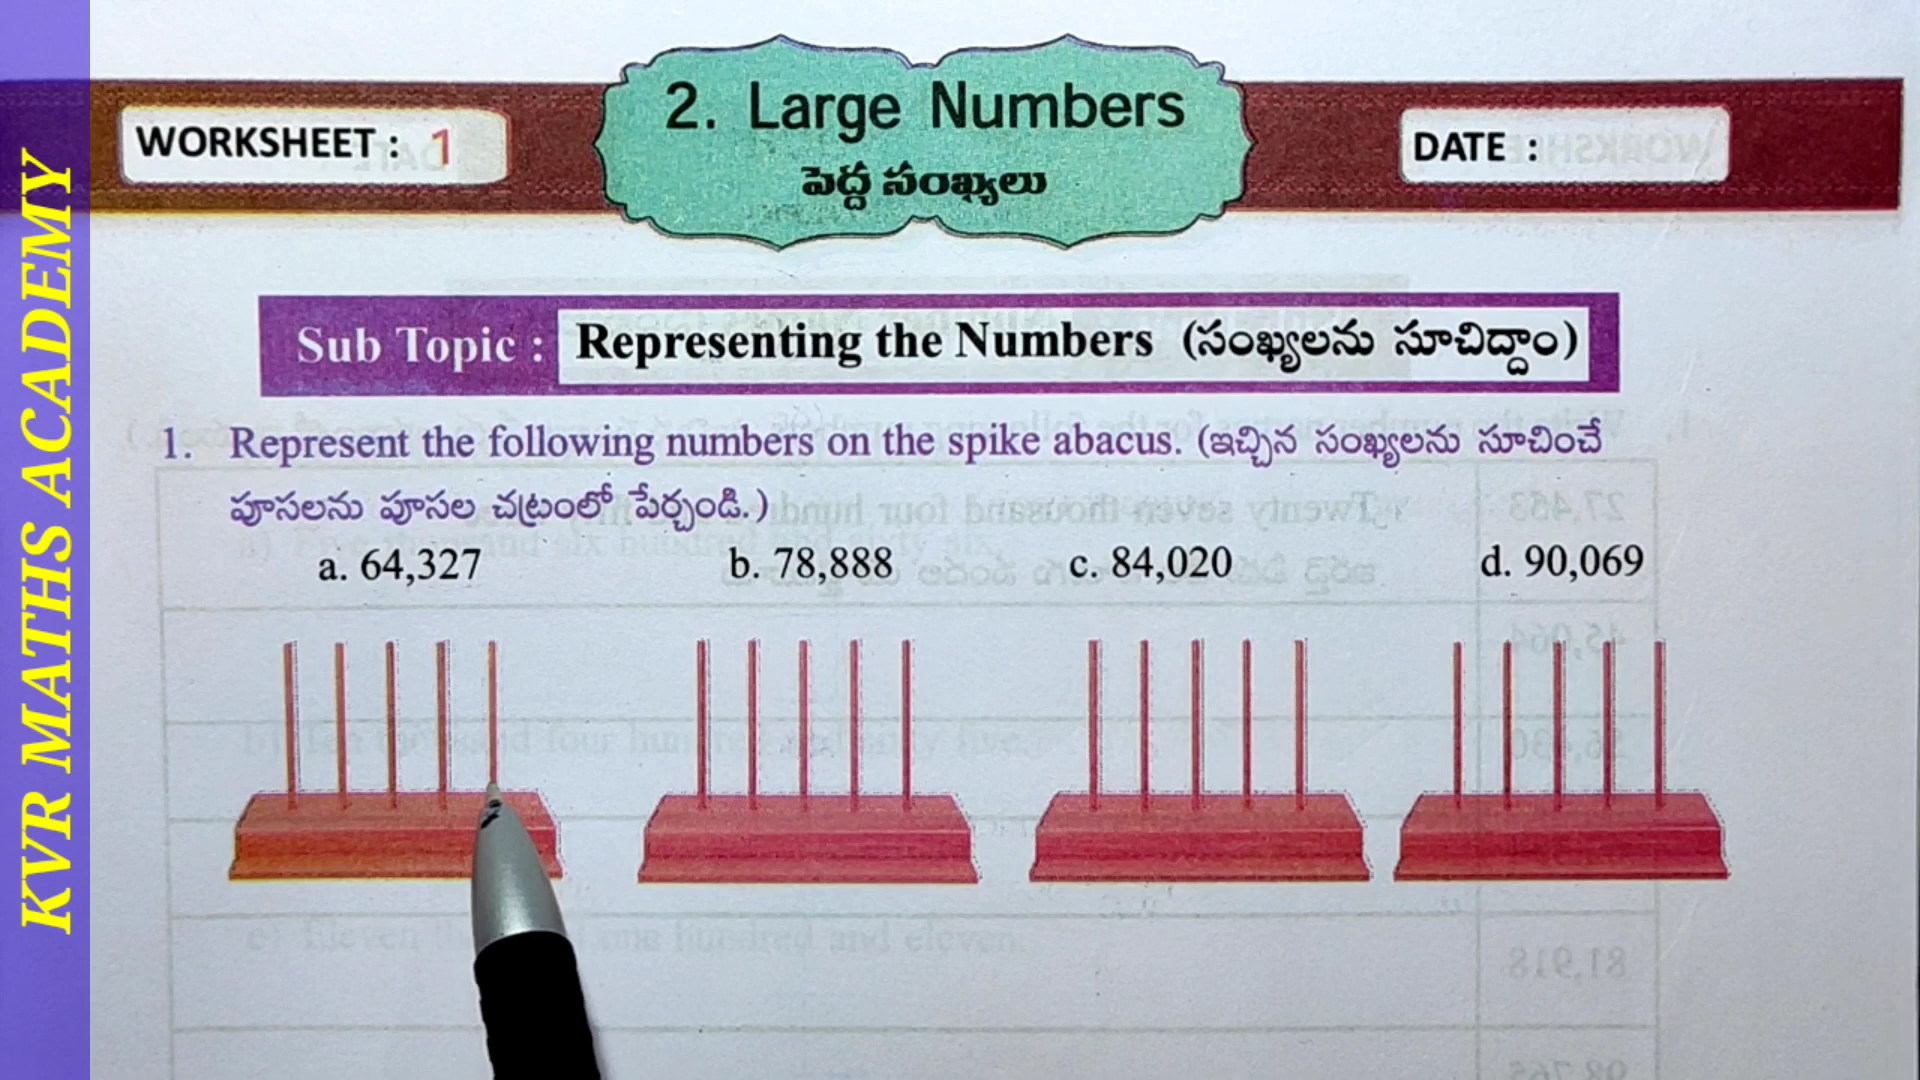 KVR MATHS ACADEMY
WORKSHEET : 1
2. Large Numbers
పెద్ద సంఖ్యలు
DATE :
Sub Topic : Representing the Numbers (సంఖ్యలను సూచిద్దాం)
1. Represent the following numbers on the spike abacus. (ఇచ్చిన సంఖ్యలను సూచించే
పూసలను పూసల చట్రంలో పేర్చండి.)
a. 64,327 b. 78,888 c. 84,020 d. 90,069